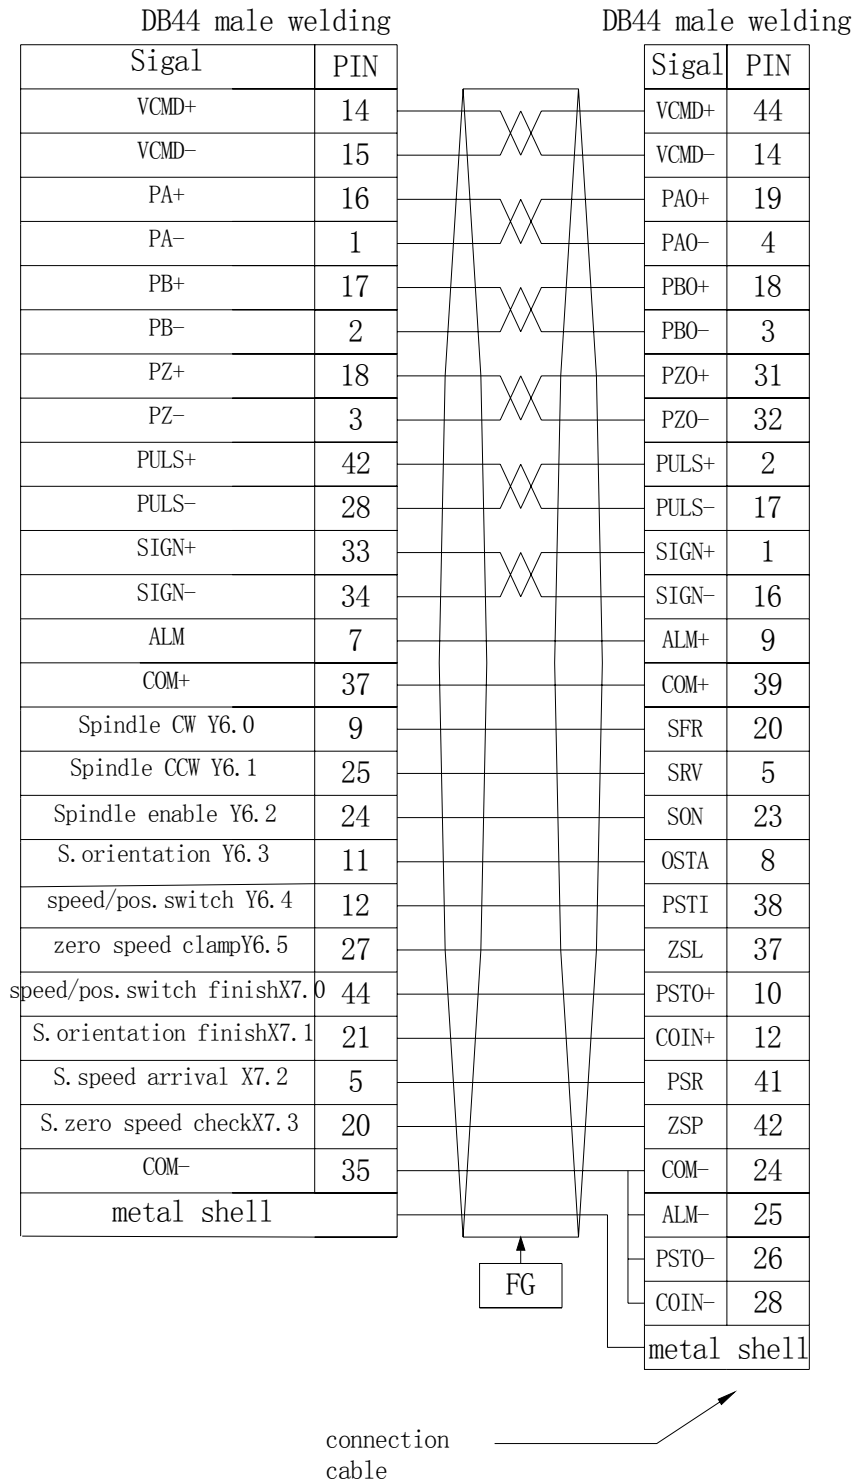 DB44 male welding DB44 male welding
Sigal PIN Sigal PIN
VCMD+ 14 VCMD+ 44
VCMD- 15 VCMD- 14
PA+ 16 PAO+ 19
PA- 1 PAO- 4
PB+ 17 PBO+ 18
PB- 2 PBO- 3
PZ+ 18 PZO+ 31
PZ- 3 PZO- 32
PULS+ 42 PULS+ 2
PULS- 28 PULS- 17
SIGN+ 33 SIGN+ 1
SIGN- 34 SIGN- 16
ALM 7 ALM+ 9
COM+ 37 COM+ 39
Spindle CW Y6.0 9 SFR 20
Spindle CCW Y6.1 25 SRV 5
Spindle enable Y6.2 24 SON 23
S.orientation Y6.3 11 OSTA 8
speed/pos.switch Y6.4 12 PSTI 38
zero speed clampY6.5 27 ZSL 37
speed/pos.switch finishX7.0 44 PSTO+ 10
S.orientation finishX7.1 21 COIN+ 12
S.speed arrival X7.2 5 PSR 41
S.zero speed checkX7.3 20 ZSP 42
COM- 35 COM- 24
metal shell ALM- 25
PSTO- 26
FG COIN- 28
metal shell
connection
cable